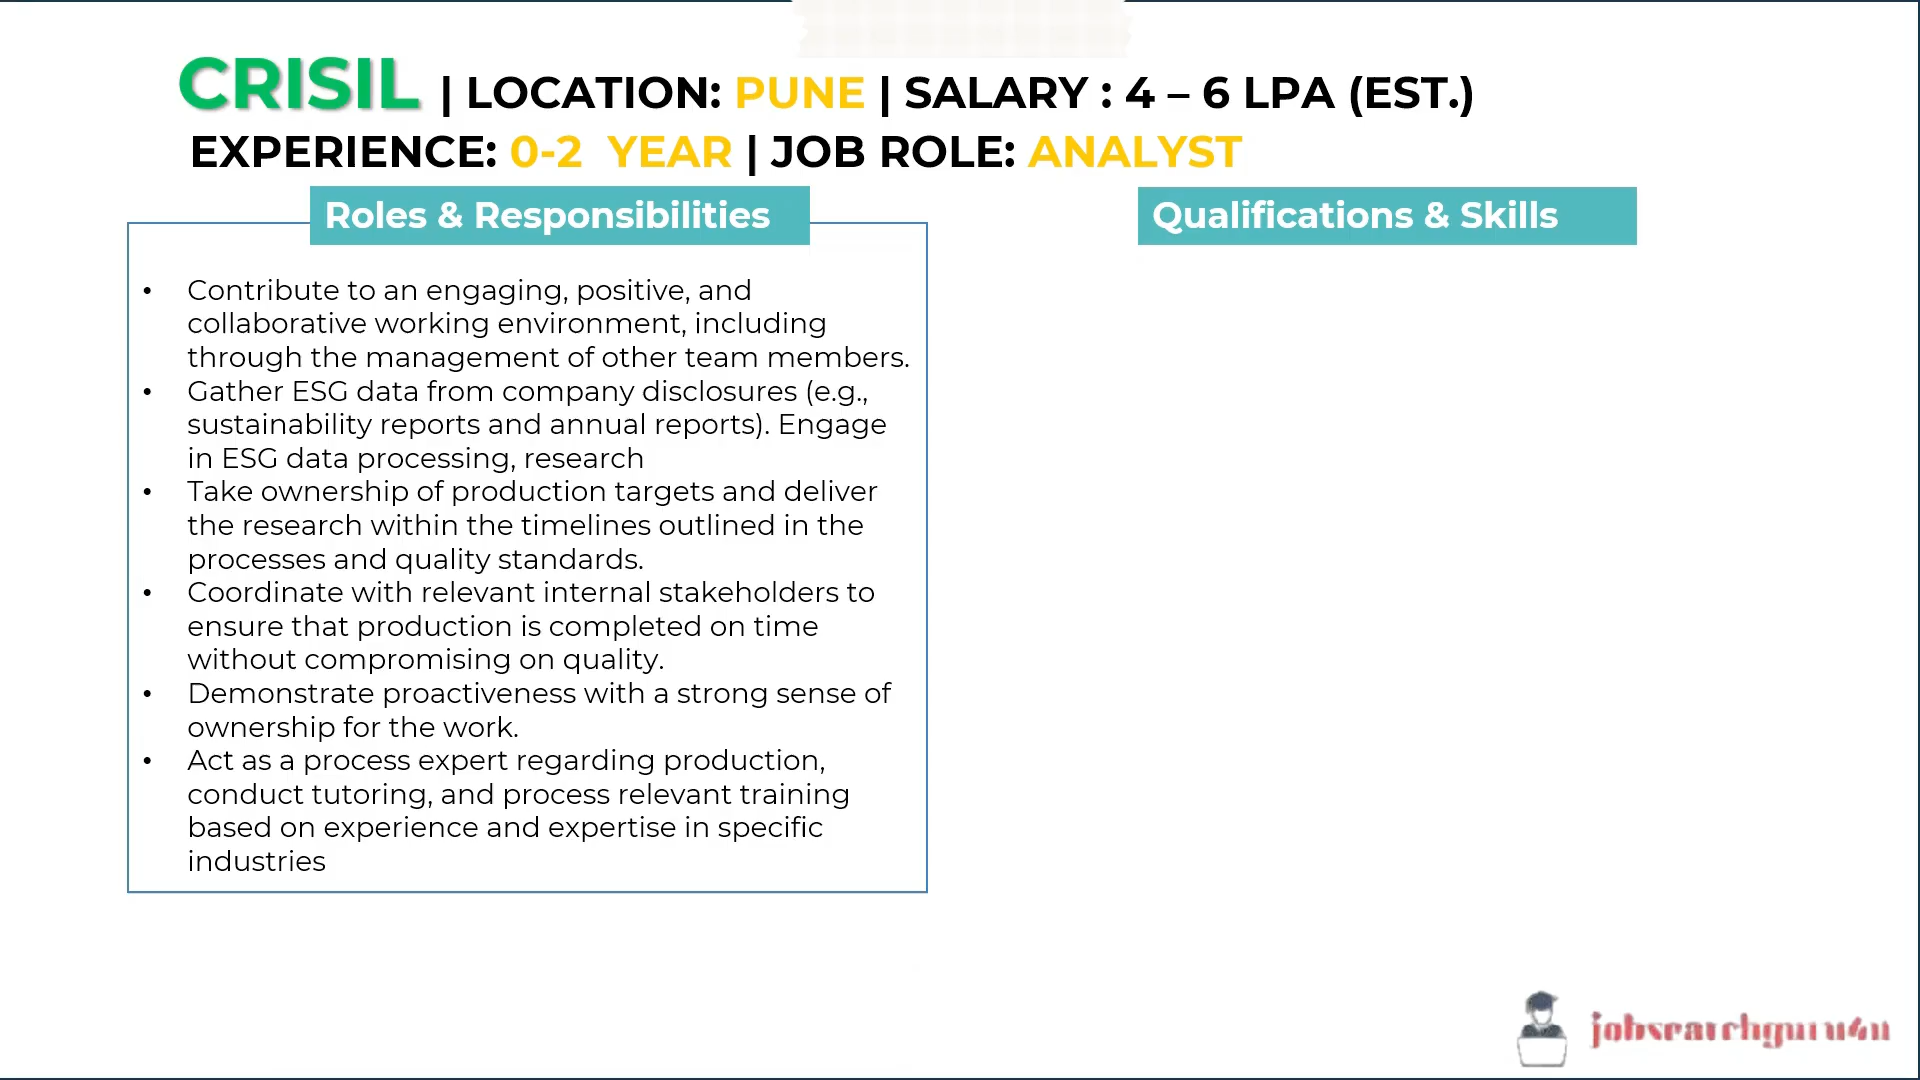 CRISIL | LOCATION: PUNE | SALARY : 4 – 6 LPA (EST.)
EXPERIENCE: 0-2 YEAR | JOB ROLE: ANALYST
Roles & Responsibilities
• Contribute to an engaging, positive, and
collaborative working environment, including
through the management of other team members.
• Gather ESG data from company disclosures (e.g.,
sustainability reports and annual reports). Engage
in ESG data processing, research
• Take ownership of production targets and deliver
the research within the timelines outlined in the
processes and quality standards.
• Coordinate with relevant internal stakeholders to
ensure that production is completed on time
without compromising on quality.
• Demonstrate proactiveness with a strong sense of
ownership for the work.
• Act as a process expert regarding production,
conduct tutoring, and process relevant training
based on experience and expertise in specific
industries
Qualifications & Skills
jobsearchguru4u